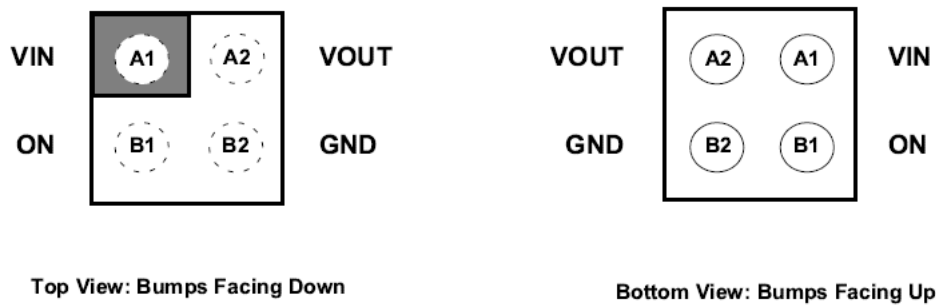 VIN A1 A2 VOUT
ON B1 B2 GND
Top View: Bumps Facing Down
VOUT A2 A1 VIN
GND B2 B1 ON
Bottom View: Bumps Facing Up